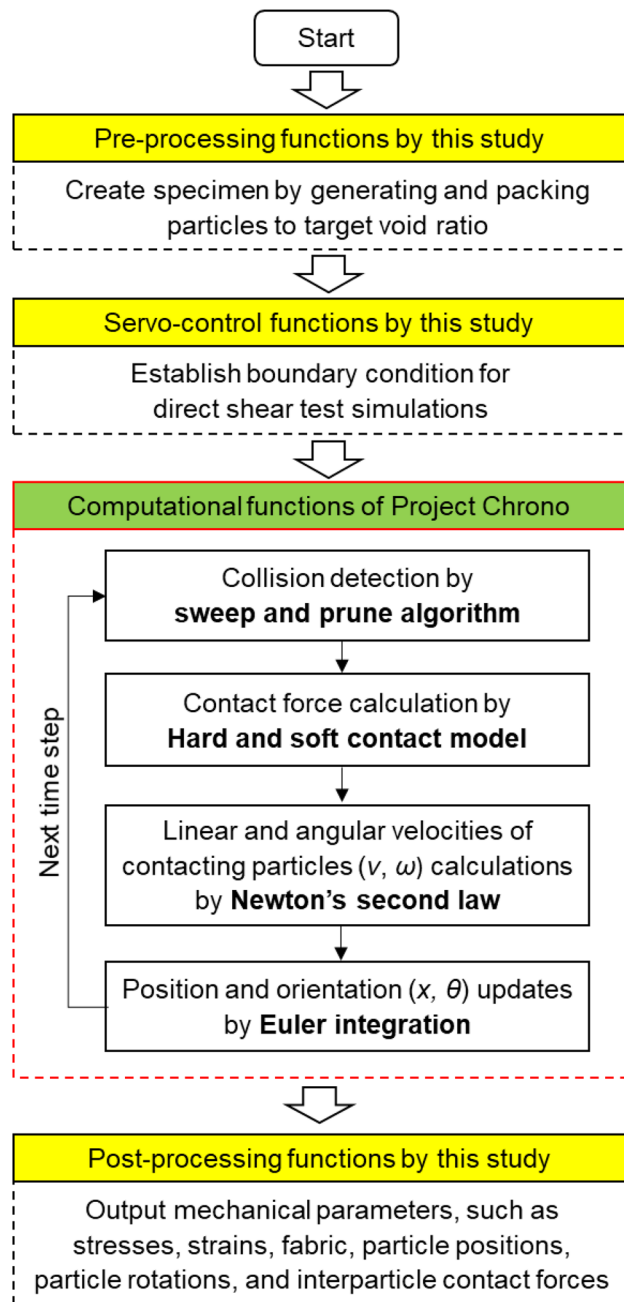 Start
Pre-processing functions by this study
Create specimen by generating and packing
particles to target void ratio
Servo-control functions by this study
Establish boundary condition for
direct shear test simulations
Computational functions of Project Chrono
Collision detection by
sweep and prune algorithm
Contact force calculation by
Hard and soft contact model
Linear and angular velocities of
contacting particles (v, ω) calculations
by Newton's second law
Position and orientation (x, θ) updates
by Euler integration
Next time step
Post-processing functions by this study
Output mechanical parameters, such as
stresses, strains, fabric, particle positions,
particle rotations, and interparticle contact forces